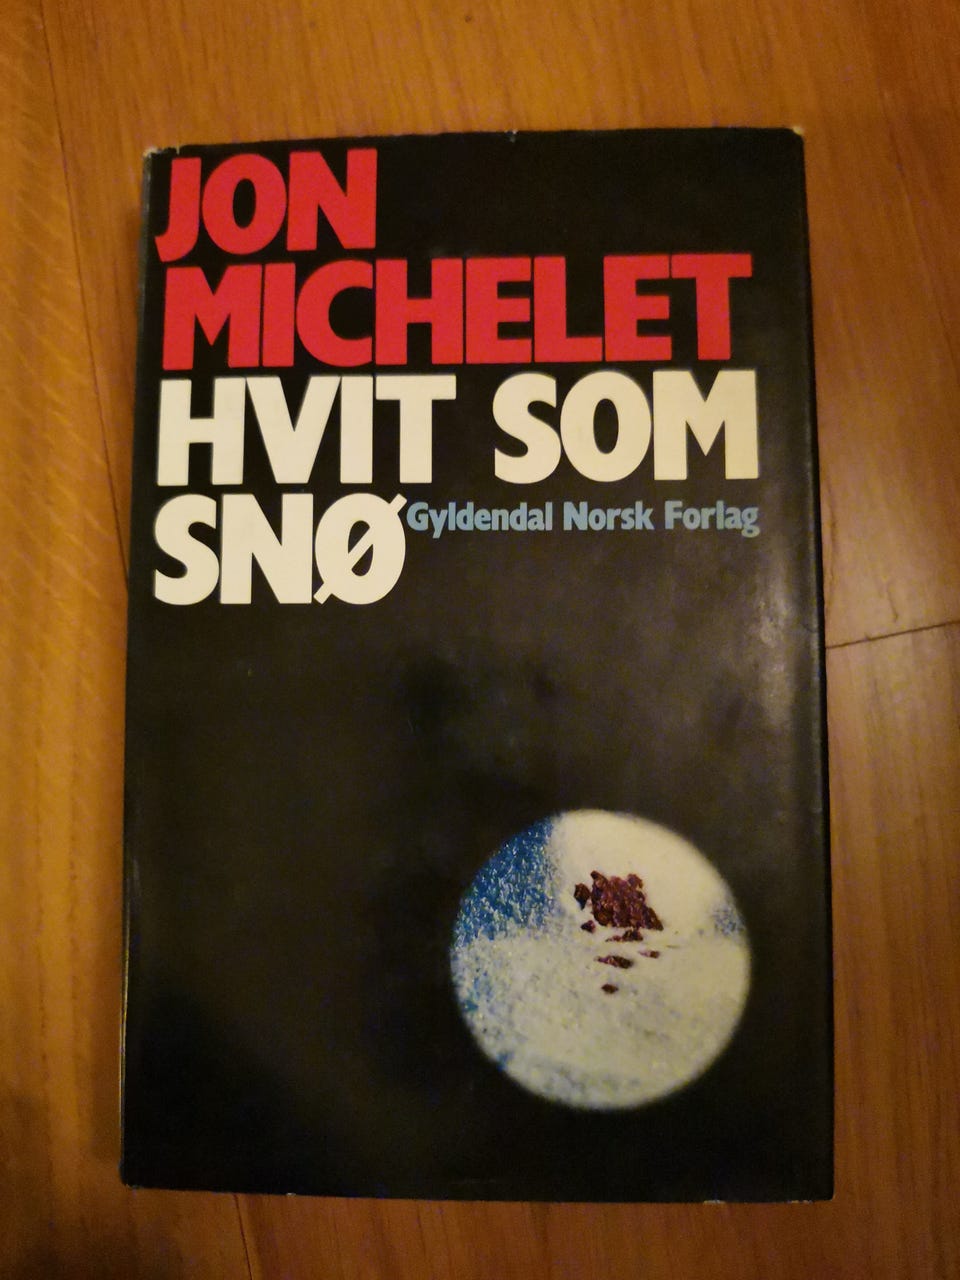 JON
MICHELET
HVIT SOM
SNØ
Gyldendal Norsk Forlag